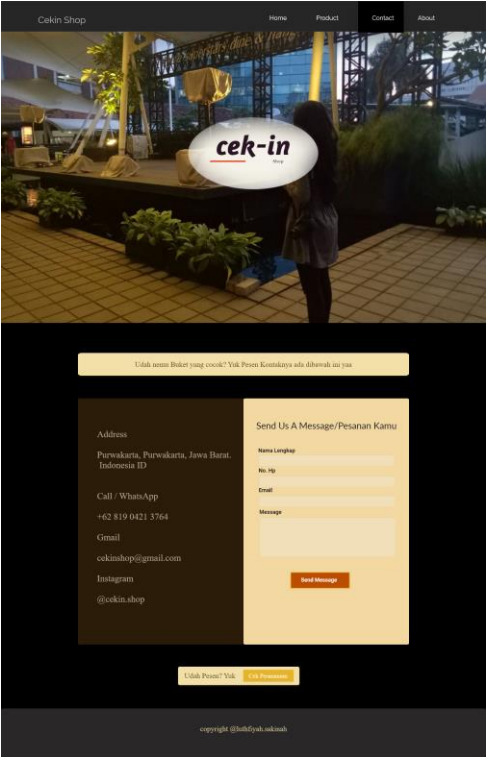 Cekin Shop
Home Product Contact About
cek-in
Shop
Udah nemu Buket yang cocok? Yuk Pesen Kontaknya ada dibawah ini yaa
Address
Purwakarta, Purwakarta, Jawa Barat.
Indonesia ID
Call / WhatsApp
+62 819 0421 3764
Gmail
cekinshop@gmail.com
Instagram
@cekin.shop
Send Us A Message/Pesanan Kamu
Nama Lengkap
No. Hp
Email
Message
Send Message
Udah Pesen? Yuk Cek Pemesanan
copyright @luthfiyah.sakinah